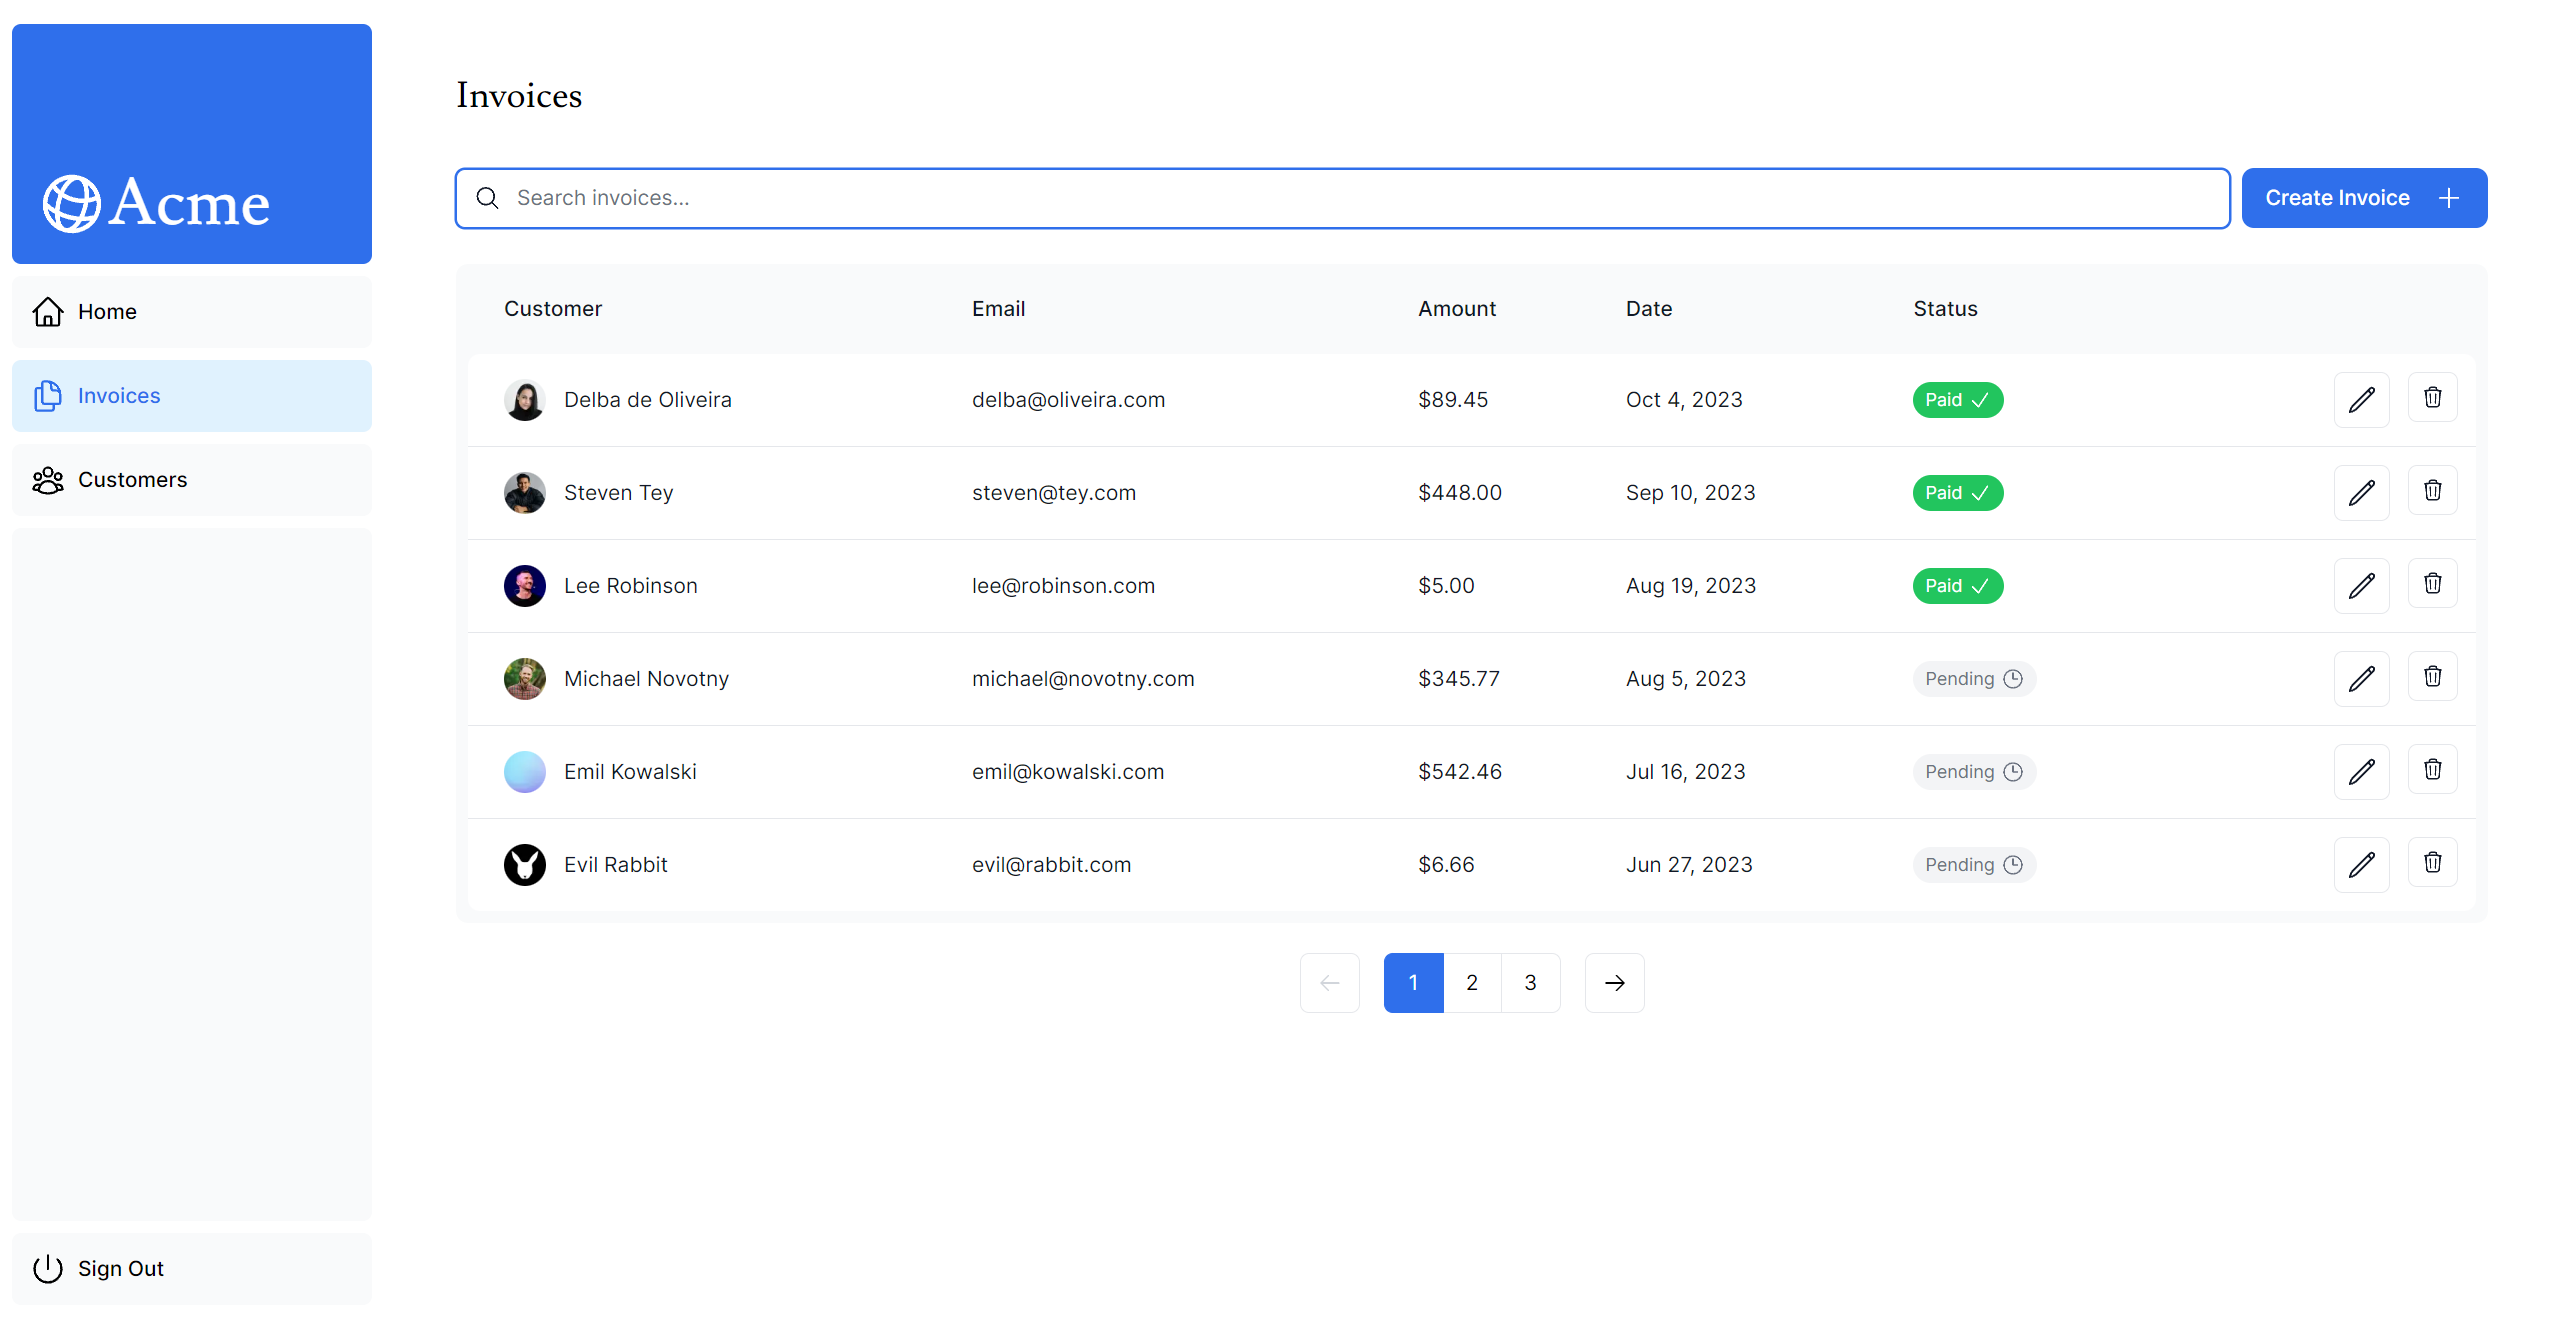 Acme
Home
Invoices
Customers
Sign Out
Invoices
Search invoices...
Create Invoice
Customer Email Amount Date Status
Delba de Oliveira delba@oliveira.com $89.45 Oct 4, 2023 Paid
Steven Tey steven@tey.com $448.00 Sep 10, 2023 Paid
Lee Robinson lee@robinson.com $5.00 Aug 19, 2023 Paid
Michael Novotny michael@novotny.com $345.77 Aug 5, 2023 Pending
Emil Kowalski emil@kowalski.com $542.46 Jul 16, 2023 Pending
Evil Rabbit evil@rabbit.com $6.66 Jun 27, 2023 Pending
1 2 3